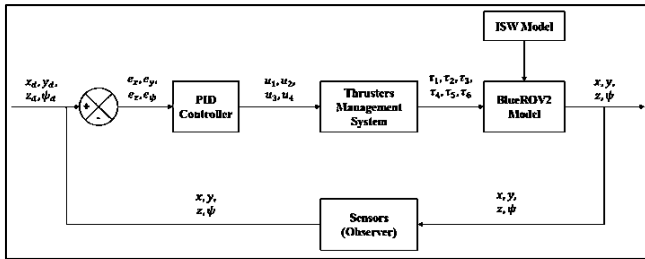 ISW Model
x_d, y_d,
z_d, ψ_d
+
-
e_x, e_y,
e_z, e_ψ
PID
Controller
u_1, u_2,
u_3, u_4
Thrusters
Management
System
τ_1, τ_2, τ_3,
τ_4, τ_5, τ_6
BlueROV2
Model
x, y,
z, ψ
x, y,
z, ψ
Sensors
(Observer)
x, y,
z, ψ